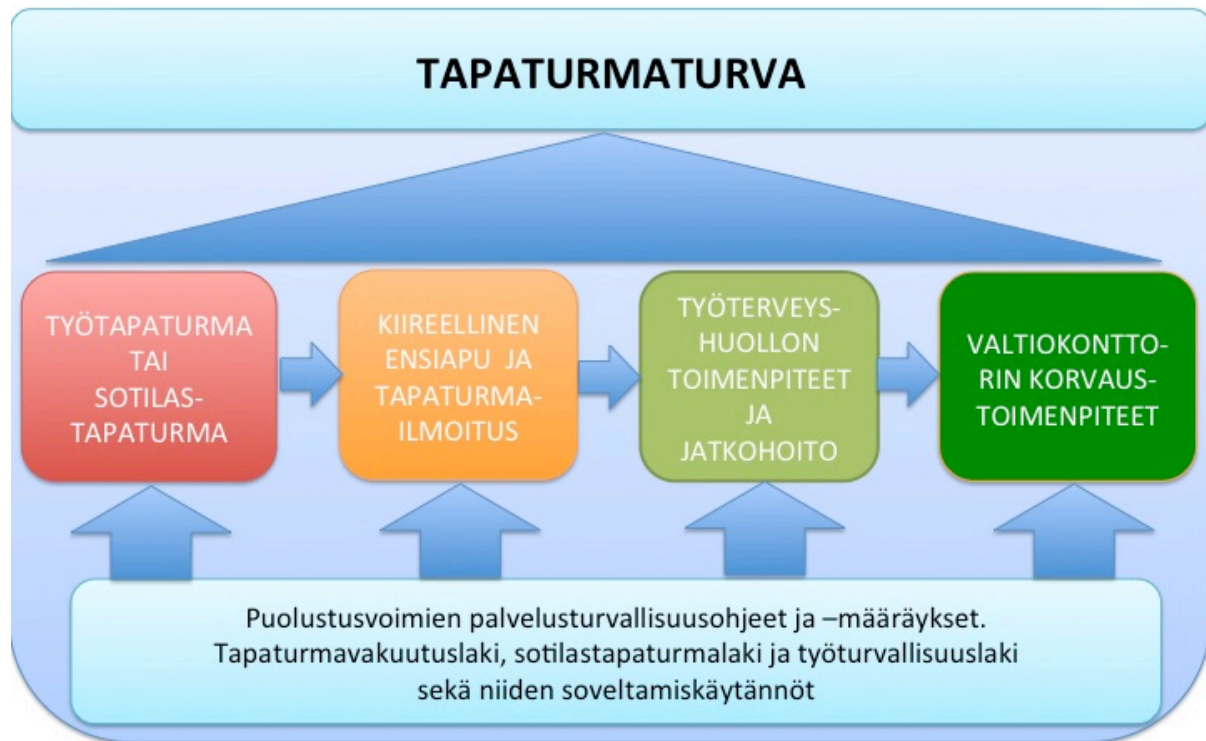 TAPATURMATURVA
TYÖTAPATURMA
TAI
SOTILAS-
TAPATURMA
KIIREELLINEN
ENSIAPU JA
TAPATURMA-
ILMOITUS
TYÖTERVEYS-
HUOLLON
TOIMENPITEET
JA
JATKOHOITO
VALTIOKONTTO-
RIN KORVAUS-
TOIMENPITEET
Puolustusvoimien palvelusturvallisuusohjeet ja –määräykset.
Tapaturmavakuutuslaki, sotilastapaturmalaki ja työturvallisuuslaki
sekä niiden soveltamiskäytännöt